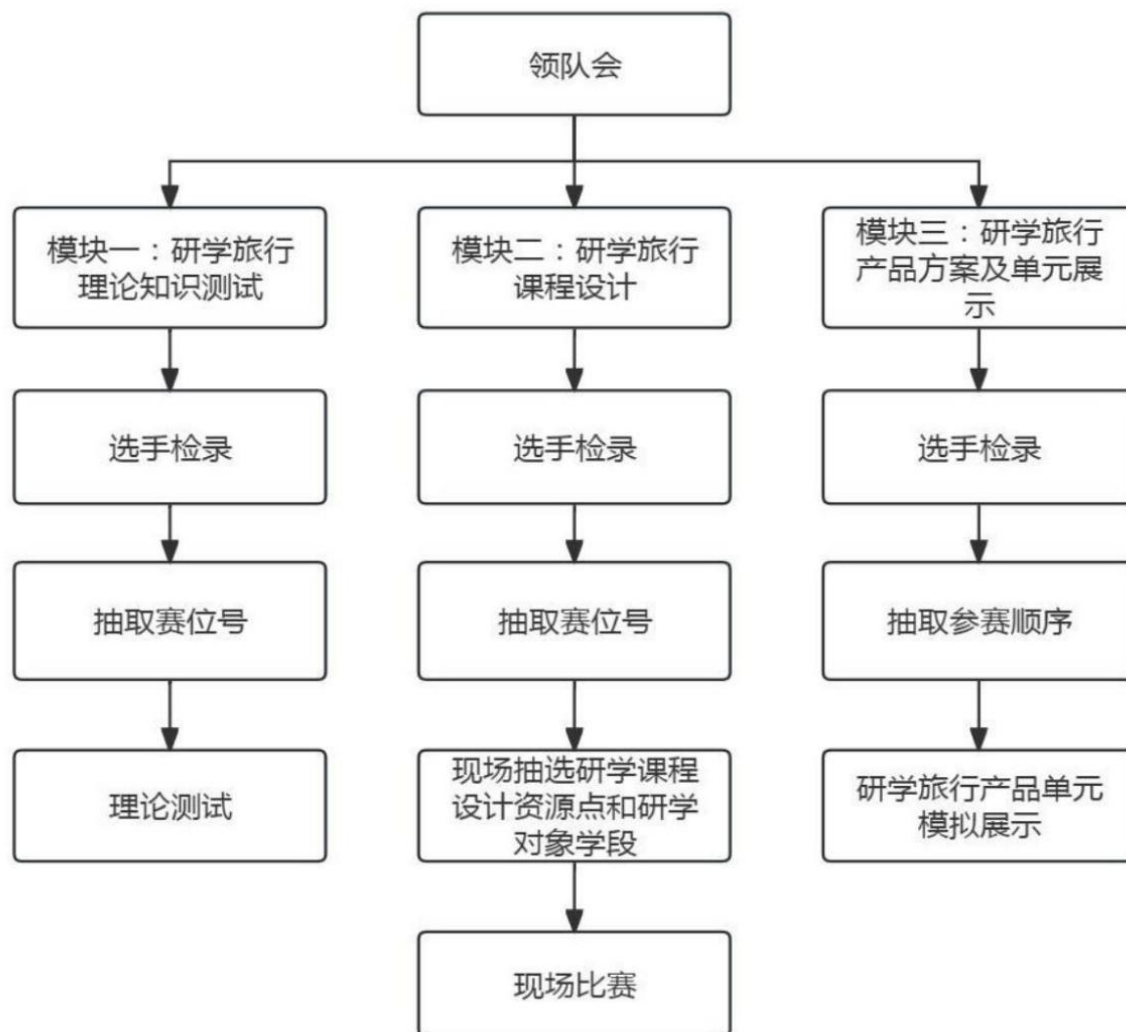 领队会
模块一：研学旅行
理论知识测试
模块二：研学旅行
课程设计
模块三：研学旅行
产品方案及单元展
示
选手检录
选手检录
选手检录
抽取赛位号
抽取赛位号
抽取参赛顺序
理论测试
现场抽选研学课程
设计资源点和研学
对象学段
研学旅行产品单元
模拟展示
现场比赛